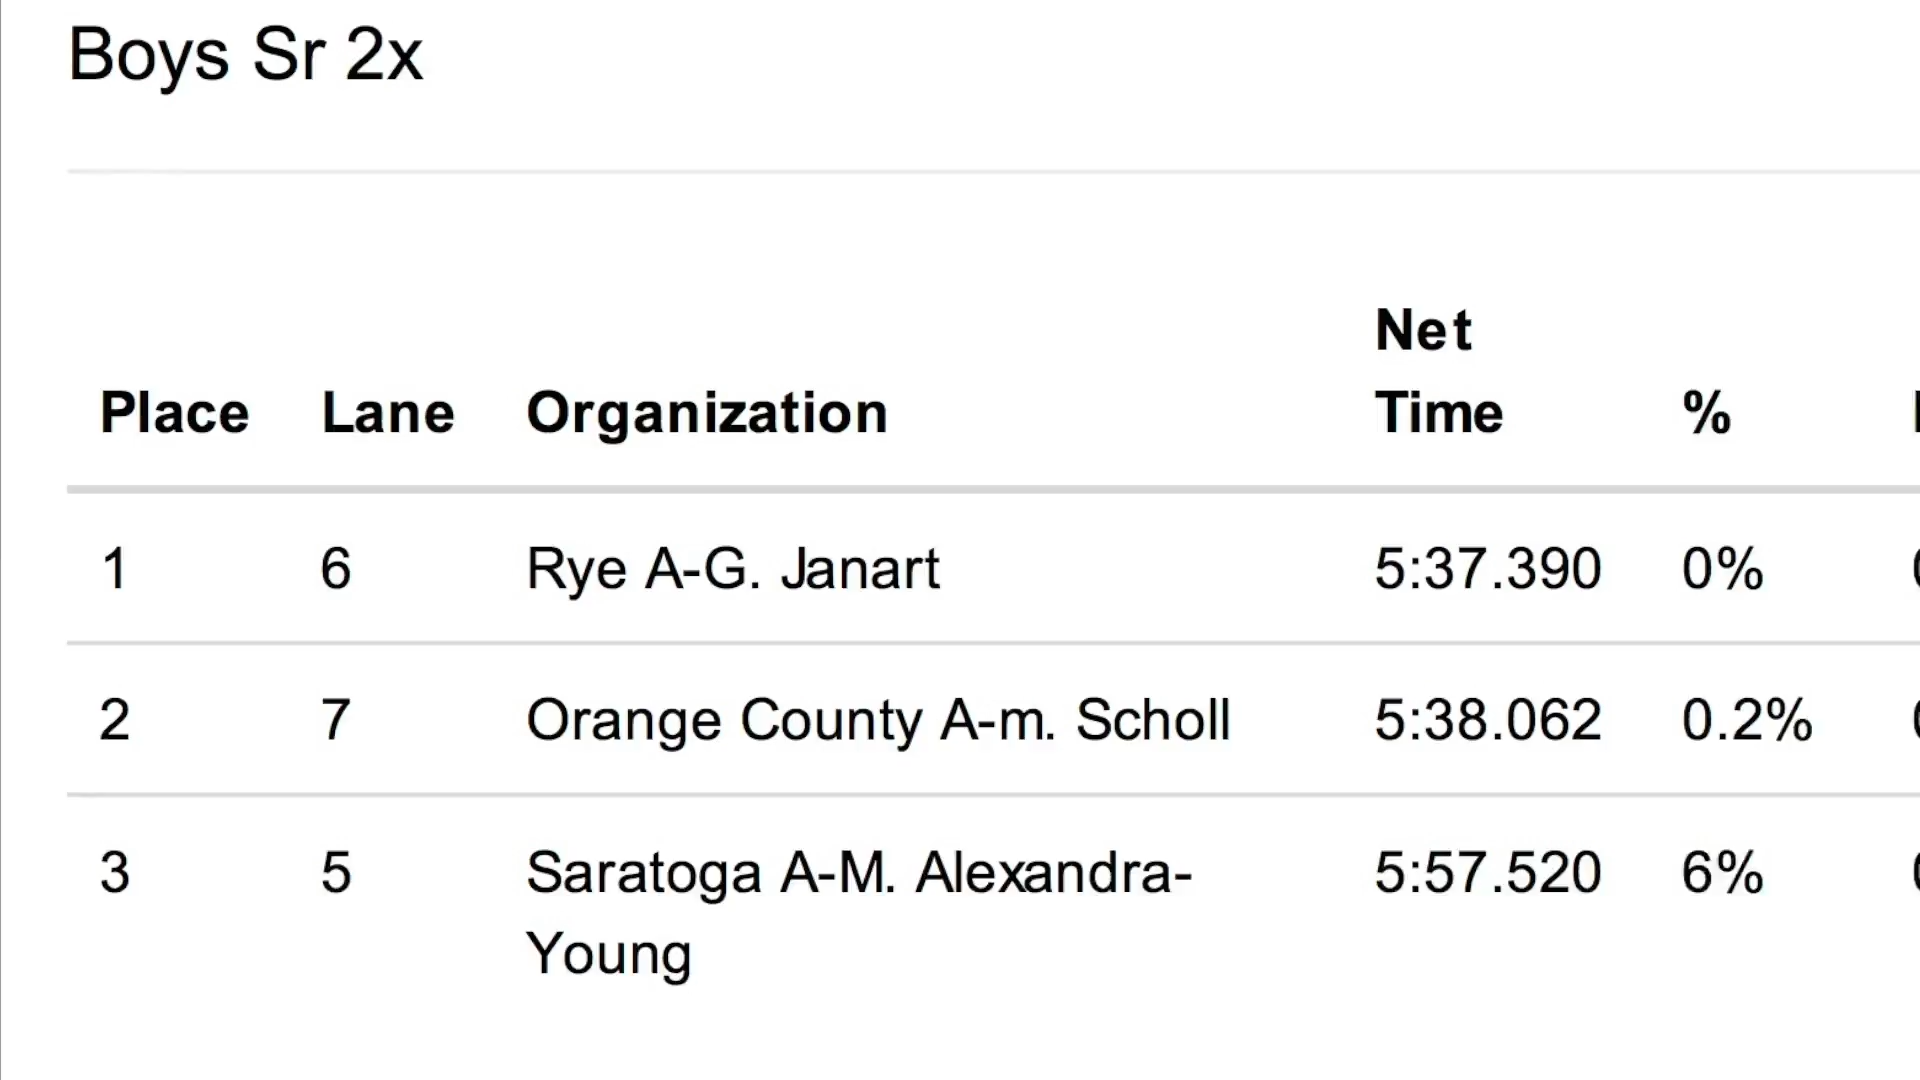 Boys Sr 2x
Net
Place Lane Organization Time %
1 6 Rye A-G. Janart 5:37.390 0%
2 7 Orange County A-m. Scholl 5:38.062 0.2%
3 5 Saratoga A-M. Alexandra- 5:57.520 6%
Young